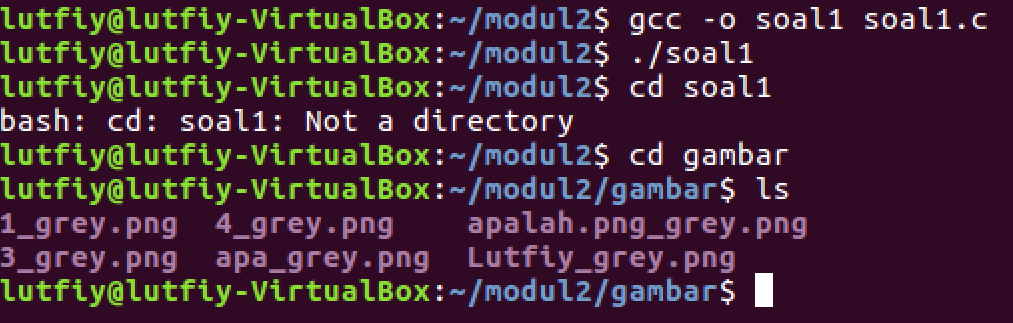 lutfiy@lutfiy-VirtualBox:~/modul2$ gcc -o soal1 soal1.c
lutfiy@lutfiy-VirtualBox:~/modul2$ ./soal1
lutfiy@lutfiy-VirtualBox:~/modul2$ cd soal1
bash: cd: soal1: Not a directory
lutfiy@lutfiy-VirtualBox:~/modul2$ cd gambar
lutfiy@lutfiy-VirtualBox:~/modul2/gambar$ ls
1_grey.png  4_grey.png    apalah.png_grey.png
3_grey.png  apa_grey.png  Lutfiy_grey.png
lutfiy@lutfiy-VirtualBox:~/modul2/gambar$